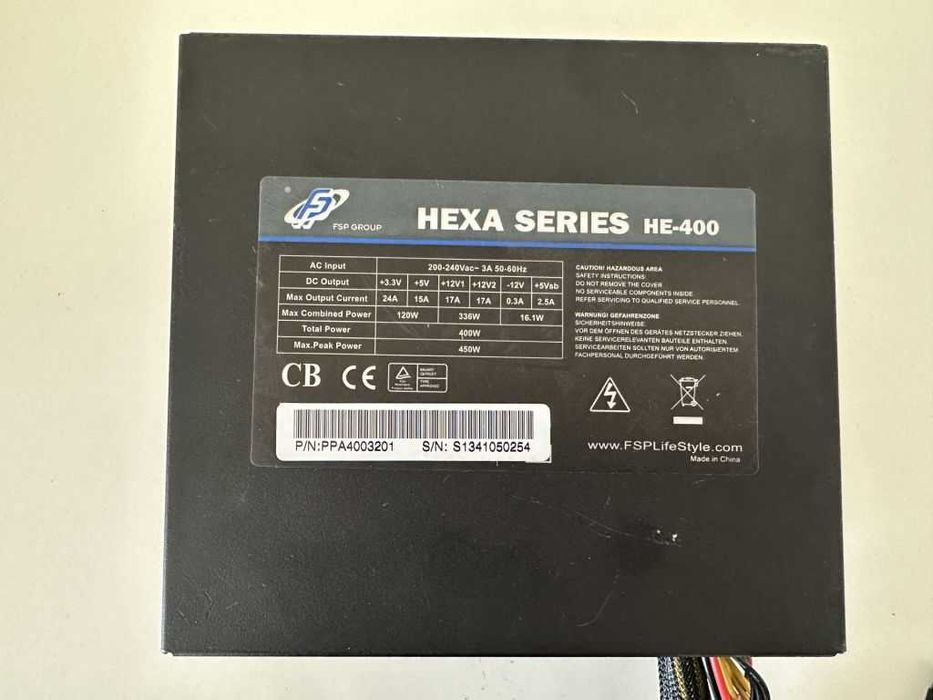 FSP GROUP
HEXA SERIES HE-400
AC Input 200-240Vac~ 3A 50-60Hz
DC Output +3.3V +5V +12V1 +12V2 -12V +5Vsb
Max Output Current 24A 15A 17A 17A 0.3A 2.5A
Max Combined Power 120W 336W 16.1W
Total Power 400W
Max.Peak Power 450W
CAUTION! HAZARDOUS AREA
SAFETY INSTRUCTIONS:
DO NOT REMOVE THE COVER
NO SERVICEABLE COMPONENTS INSIDE
REFER SERVICING TO QUALIFIED SERVICE PERSONNEL.
WARNUNG! GEFAHRENZONE
SICHERHEITSHINWEISE:
VOR DEM ÖFFNEN DES GERÄTES NETZSTECKER ZIEHEN.
KEINE SERVICERELEVANTEN BAUTEILE ENTHALTEN
SERVICEARBEITEN SOLLTEN NUR VON AUTORISIERTEM
FACHPERSONAL DURCHGEFÜHRT WERDEN.
CB CE
TYPE
APPROVED
P/N:PPA4003201 S/N: S1341050254
www.FSPLifeStyle.com
Made in China